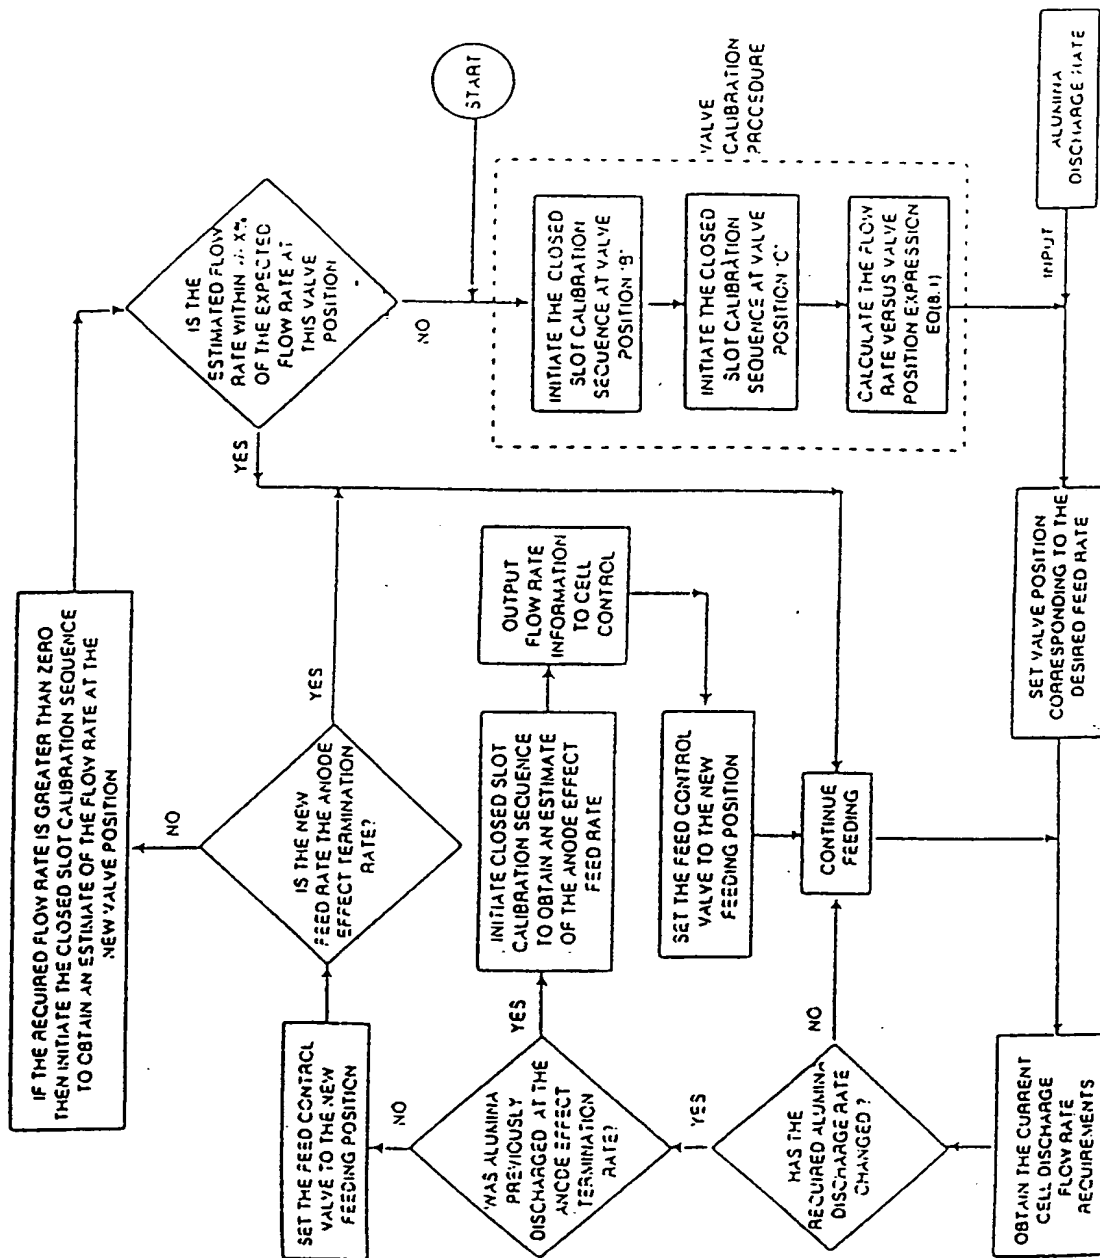 START
VALVE
CALIBRATION
PROCEDURE
INITIATE THE CLOSED
SLOT CALIBRATION
SEQUENCE AT VALVE
POSITION 'B'
INITIATE THE CLOSED
SLOT CALIBRATION
SEQUENCE AT VALVE
POSITION 'C'
CALCULATE THE FLOW
RATE VERSUS VALVE
POSITION EXPRESSION
EQ(8.1)
ALUMINA
DISCHARGE RATE
INPUT
SET VALVE POSITION
CORRESPONDING TO THE
DESIRED FEED RATE
OBTAIN THE CURRENT
CELL DISCHARGE
FLOW RATE
REQUIREMENTS
HAS THE
REQUIRED ALUMINA
DISCHARGE RATE
CHANGED?
NO
YES
CONTINUE
FEEDING
WAS ALUMINA
PREVIOUSLY
DISCHARGED AT THE
ANODE EFFECT
TERMINATION
RATE?
YES
NO
INITIATE CLOSED SLOT
CALIBRATION SEQUENCE
TO OBTAIN AN ESTIMATE
OF THE ANODE EFFECT
FEED RATE
OUTPUT
FLOW RATE
INFORMATION
TO CELL
CONTROL
SET THE FEED CONTROL
VALVE TO THE NEW
FEEDING POSITION
SET THE FEED CONTROL
VALVE TO THE NEW
FEEDING POSITION
IS THE NEW
FEED RATE THE ANODE
EFFECT TERMINATION
RATE?
YES
NO
IF THE REQUIRED FLOW RATE IS GREATER THAN ZERO
THEN INITIATE THE CLOSED SLOT CALIBRATION SEQUENCE
TO OBTAIN AN ESTIMATE OF THE FLOW RATE AT THE
NEW VALVE POSITION
IS THE
ESTIMATED FLOW
RATE WITHIN X%
OF THE EXPECTED
FLOW RATE AT
THIS VALVE
POSITION
YES
NO